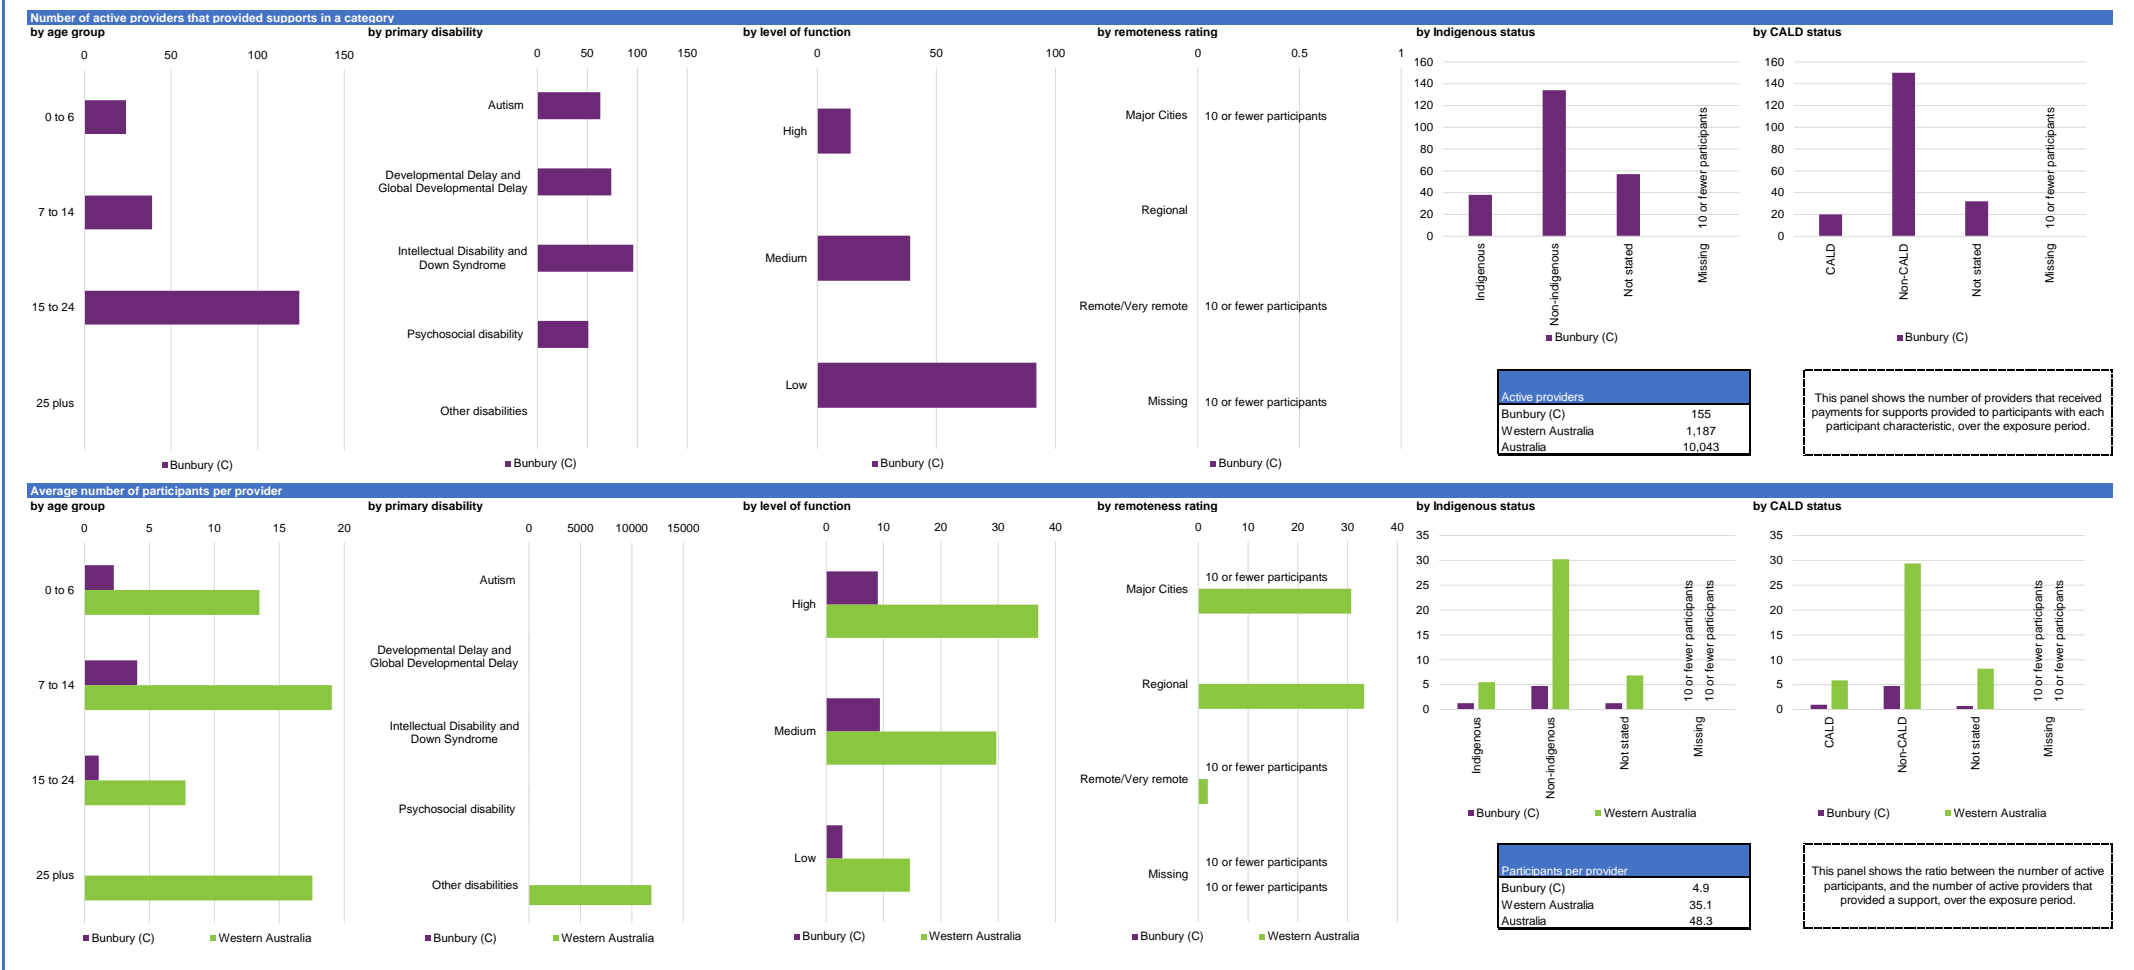 Number of active providers that provided supports in a category
by age group
0 50 100 150
0 to 6
7 to 14
15 to 24
25 plus
Bunbury (C)
by primary disability
0 50 100 150
Autism
Developmental Delay and
Global Developmental Delay
Intellectual Disability and
Down Syndrome
Psychosocial disability
Other disabilities
Bunbury (C)
by level of function
0 50 100
High
Medium
Low
Bunbury (C)
by remoteness rating
0 0.5 1
Major Cities 10 or fewer participants
Regional
Remote/Very remote 10 or fewer participants
Missing 10 or fewer participants
Bunbury (C)
by Indigenous status
160
140
120
100
80
60
40
20
0
10 or fewer participants
Indigenous
Non-indigenous
Not stated
Missing
Bunbury (C)
by CALD status
160
140
120
100
80
60
40
20
0
10 or fewer participants
CALD
Non-CALD
Not stated
Missing
Bunbury (C)
Active providers
Bunbury (C) 155
Western Australia 1,187
Australia 10,043
This panel shows the number of providers that received
payments for supports provided to participants with each
participant characteristic, over the exposure period.
Average number of participants per provider
by age group
0 5 10 15 20
0 to 6
7 to 14
15 to 24
25 plus
Bunbury (C) Western Australia
by primary disability
0 5000 10000 15000
Autism
Developmental Delay and
Global Developmental Delay
Intellectual Disability and
Down Syndrome
Psychosocial disability
Other disabilities
Bunbury (C) Western Australia
by level of function
0 10 20 30 40
High
Medium
Low
Bunbury (C) Western Australia
by remoteness rating
0 10 20 30 40
10 or fewer participants
Major Cities
Regional
10 or fewer participants
Remote/Very remote
10 or fewer participants
Missing
10 or fewer participants
Bunbury (C) Western Australia
by Indigenous status
35
30
25
20
15
10
5
0
10 or fewer participants
10 or fewer participants
Indigenous
Non-indigenous
Not stated
Missing
Bunbury (C) Western Australia
by CALD status
35
30
25
20
15
10
5
0
10 or fewer participants
10 or fewer participants
CALD
Non-CALD
Not stated
Missing
Bunbury (C) Western Australia
Participants per provider
Bunbury (C) 4.9
Western Australia 35.1
Australia 48.3
This panel shows the ratio between the number of active
participants, and the number of active providers that
provided a support, over the exposure period.